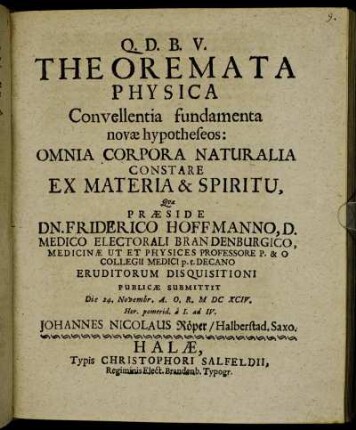 9.
Q. D. B. V.
THEOREMATA
PHYSICA
Convellentia fundamenta
novæ hypotheseos:
OMNIA CORPORA NATURALIA
CONSTARE
EX MATERIA & SPIRITU,
Quæ
PRÆSIDE
DN. FRIDERICO HOFFMANNO, D.
MEDICO ELECTORALI BRANDENBURGICO,
MEDICINÆ UT ET PHYSICES PROFESSORE P. & O
COLLEGII MEDICI p. t. DECANO
ERUDITORUM DISQUISITIONI
PUBLICÆ SUBMITTIT
Die 24. Novembr. A. O. R. M DC XCIV.
Hor. pomerid. à I. ad IV.
JOHANNES NICOLAUS Röper/ Halberstad. Saxo.
HALÆ,
Typis CHRISTOPHORI SALFELDII,
Regiminis Elect. Brandenb. Typogr.